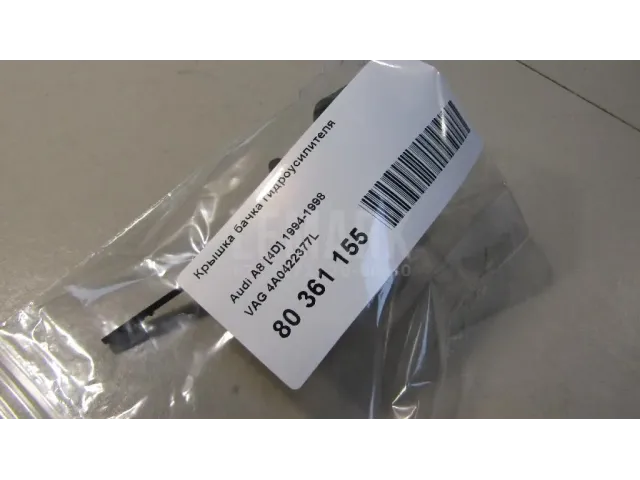 Крышка бачка гидроусилителя
Audi A8 [4D] 1994-1998
VAG 4A0422377L
80 361 155